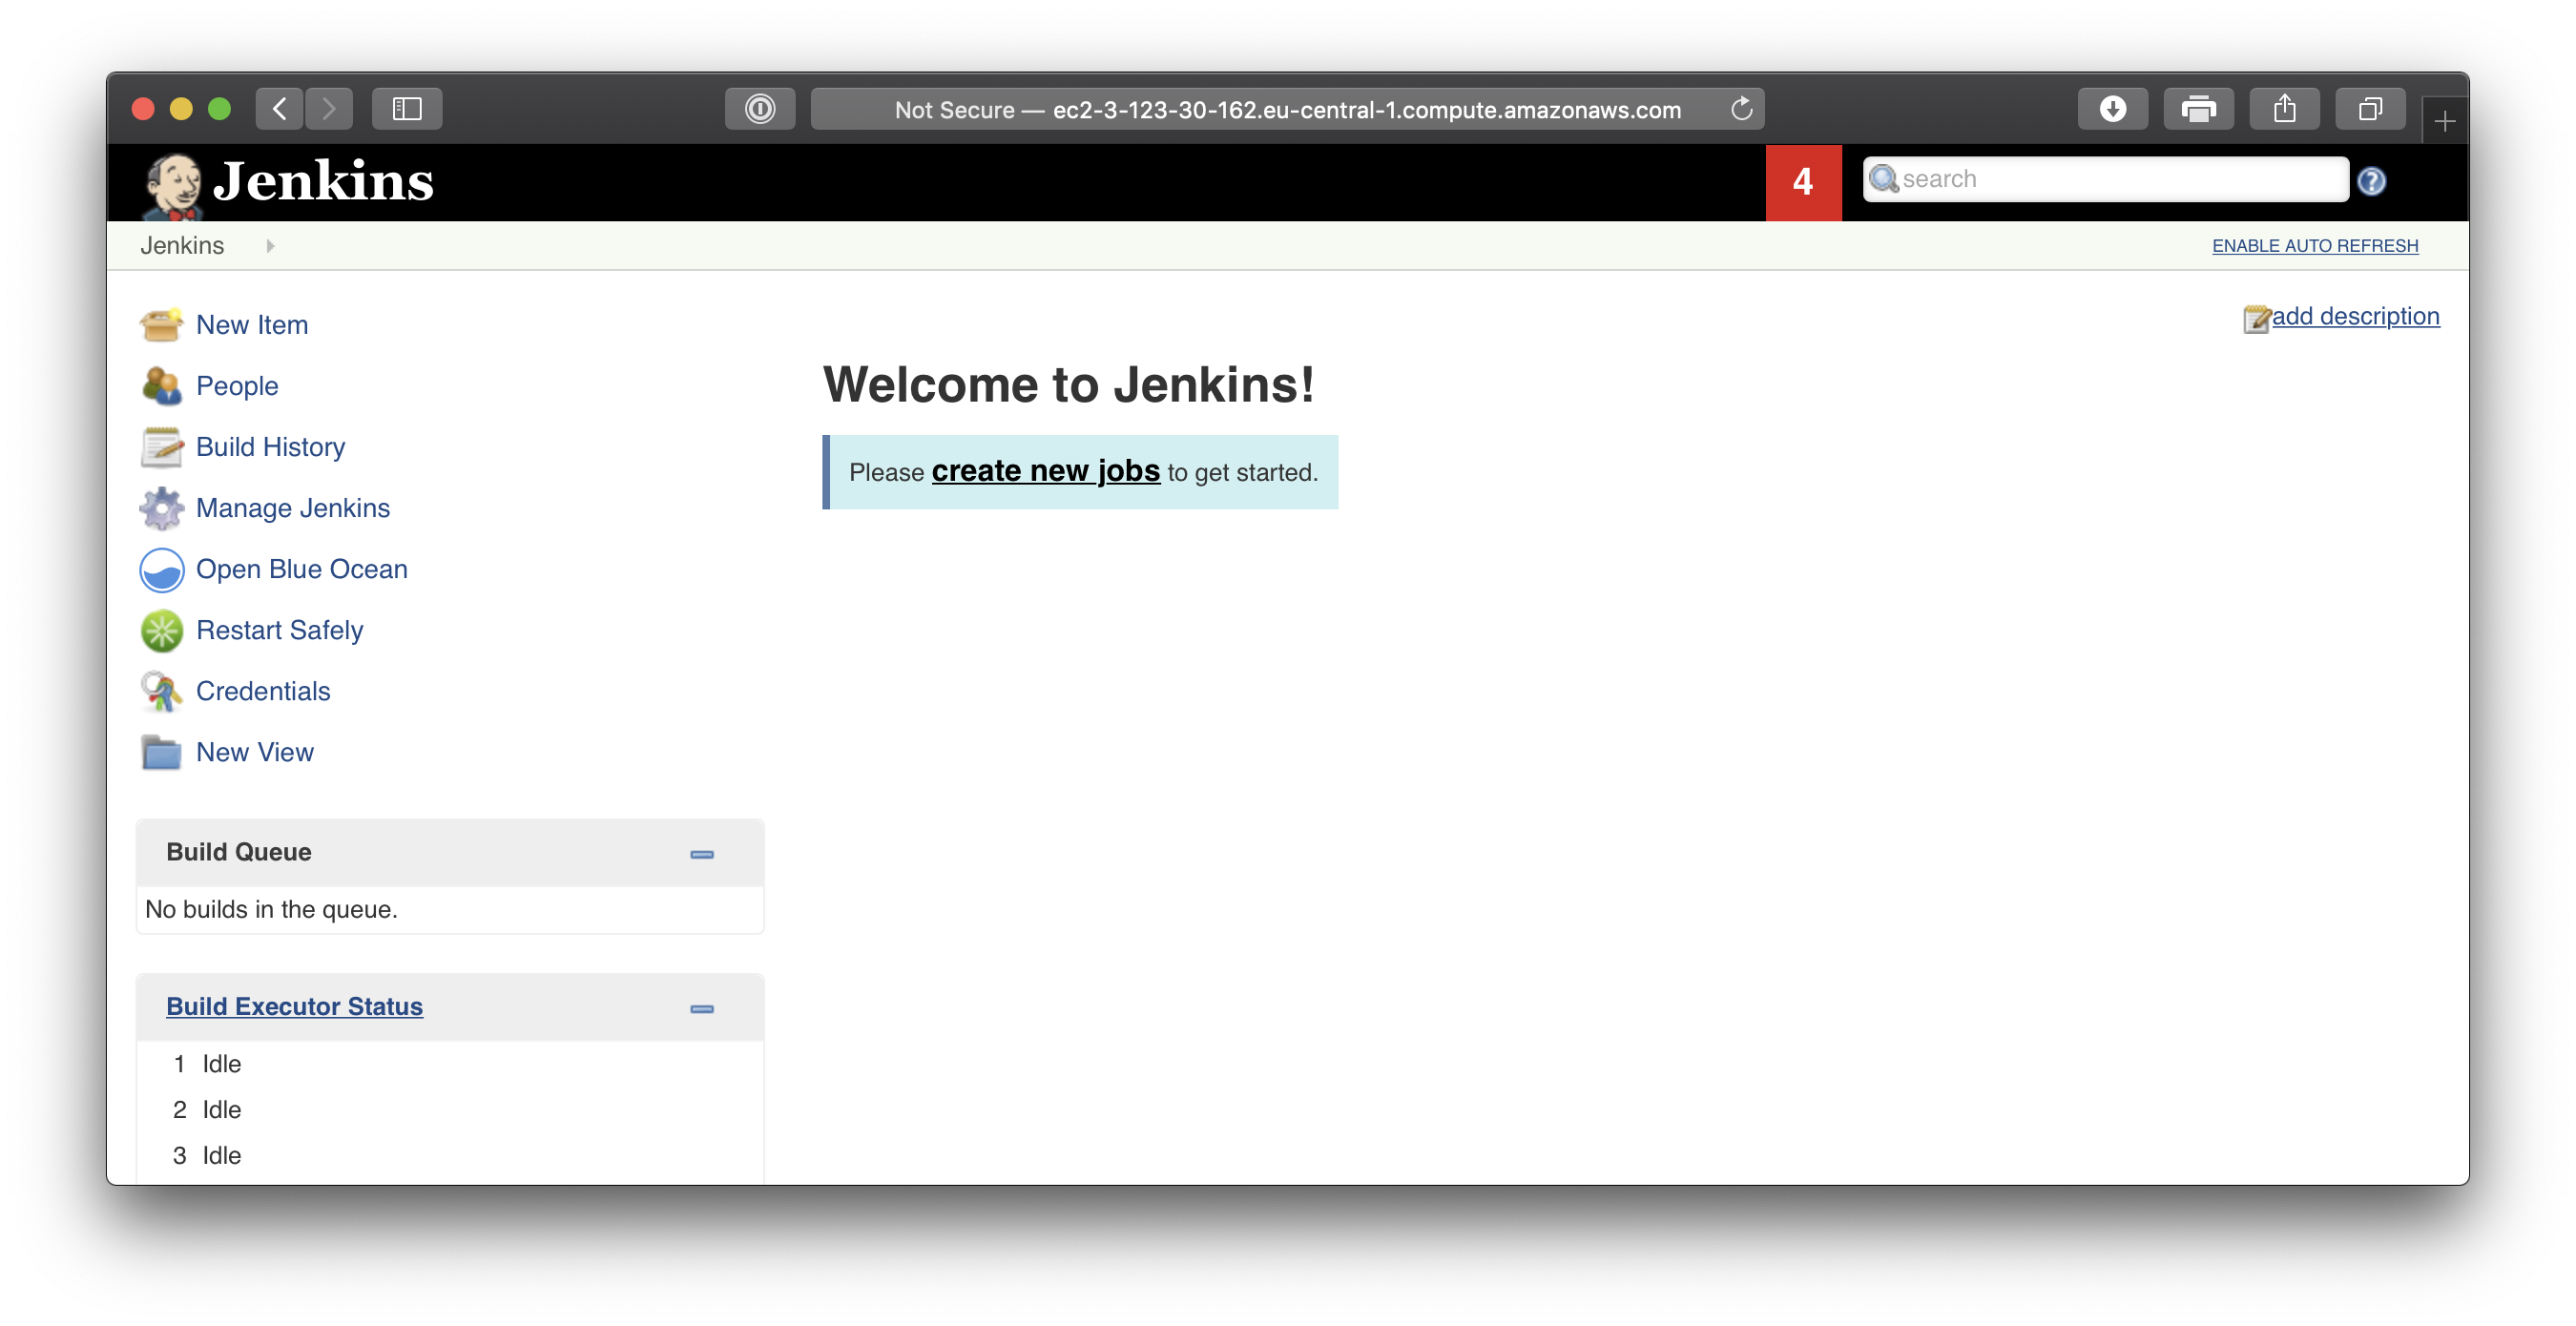 Not Secure — ec2-3-123-30-162.eu-central-1.compute.amazonaws.com
Jenkins
4
search
Jenkins
ENABLE AUTO REFRESH
New Item
People
Build History
Manage Jenkins
Open Blue Ocean
Restart Safely
Credentials
New View
add description
Welcome to Jenkins!
Please create new jobs to get started.
Build Queue
No builds in the queue.
Build Executor Status
1 Idle
2 Idle
3 Idle